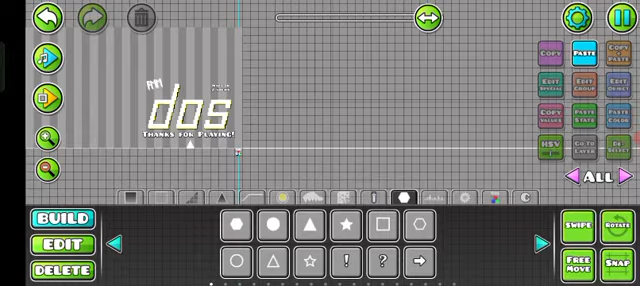 COPY
PASTE
COPY + PASTE
EDIT SPECIAL
EDIT GROUP
EDIT OBJECT
COPY VALUES
PASTE STATE
PASTE COLOR
HSV
GO TO LAYER
DE-SELECT
dos
THANKS FOR PLAYING!
ALL
BUILD
EDIT
DELETE
! ?
SWIPE
ROTATE
FREE MOVE
SNAP